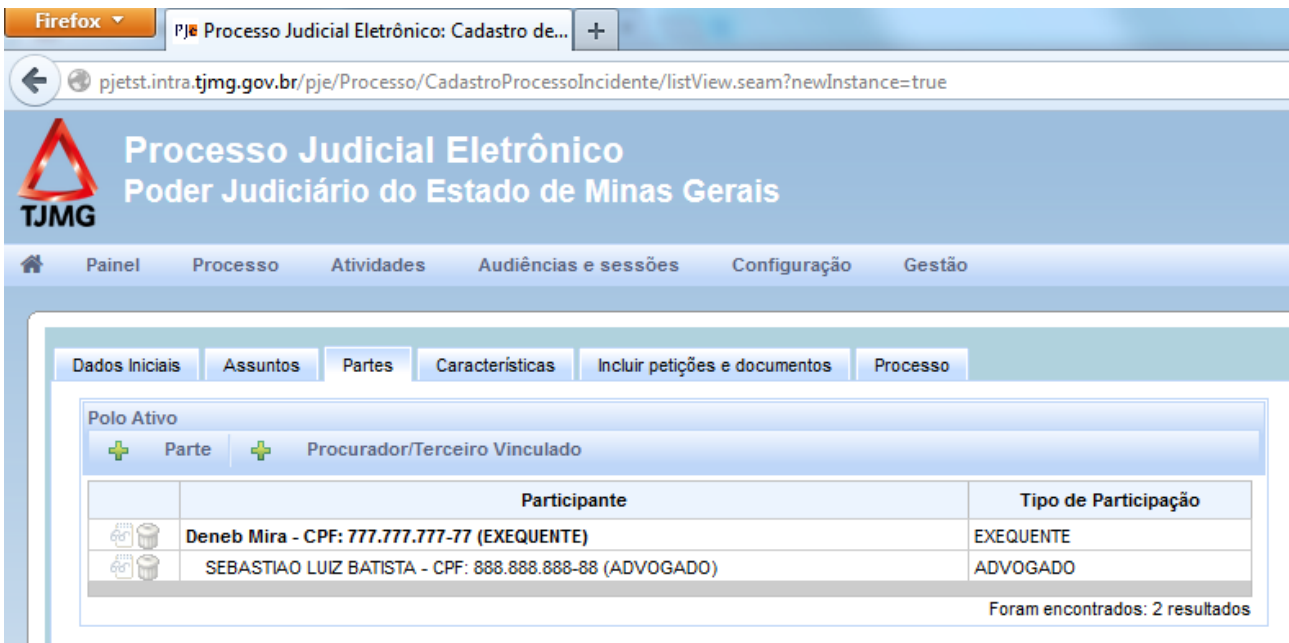 Firefox
PJe Processo Judicial Eletrônico: Cadastro de...
pjetst.intra.tjmg.gov.br/pje/Processo/CadastroProcessoIncidente/listView.seam?newInstance=true
TJMG
Processo Judicial Eletrônico
Poder Judiciário do Estado de Minas Gerais
Painel Processo Atividades Audiências e sessões Configuração Gestão
Dados Iniciais Assuntos Partes Características Incluir petições e documentos Processo
Polo Ativo
Parte Procurador/Terceiro Vinculado
Participante Tipo de Participação
Deneb Mira - CPF: 777.777.777-77 (EXEQUENTE) EXEQUENTE
SEBASTIAO LUIZ BATISTA - CPF: 888.888.888-88 (ADVOGADO) ADVOGADO
Foram encontrados: 2 resultados